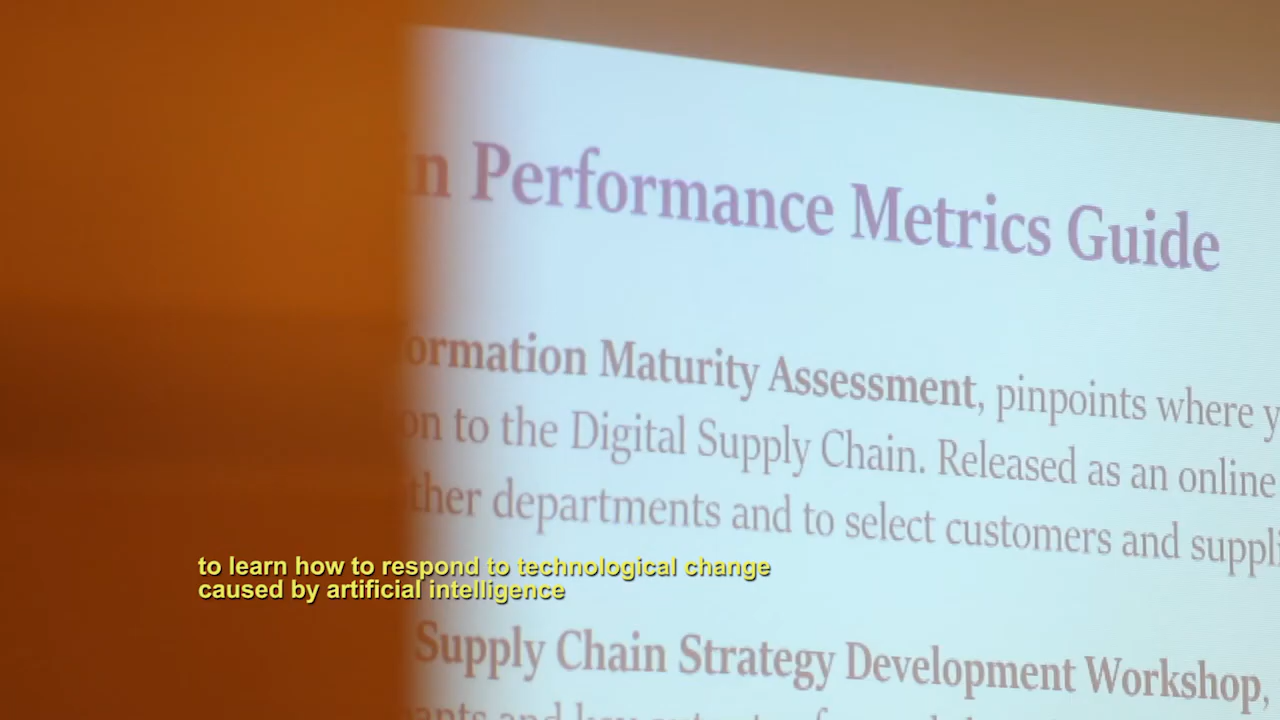 n Performance Metrics Guide
ormation Maturity Assessment, pinpoints where y
on to the Digital Supply Chain. Released as an online
ther departments and to select customers and suppli
to learn how to respond to technological change
caused by artificial intelligence
Supply Chain Strategy Development Workshop,